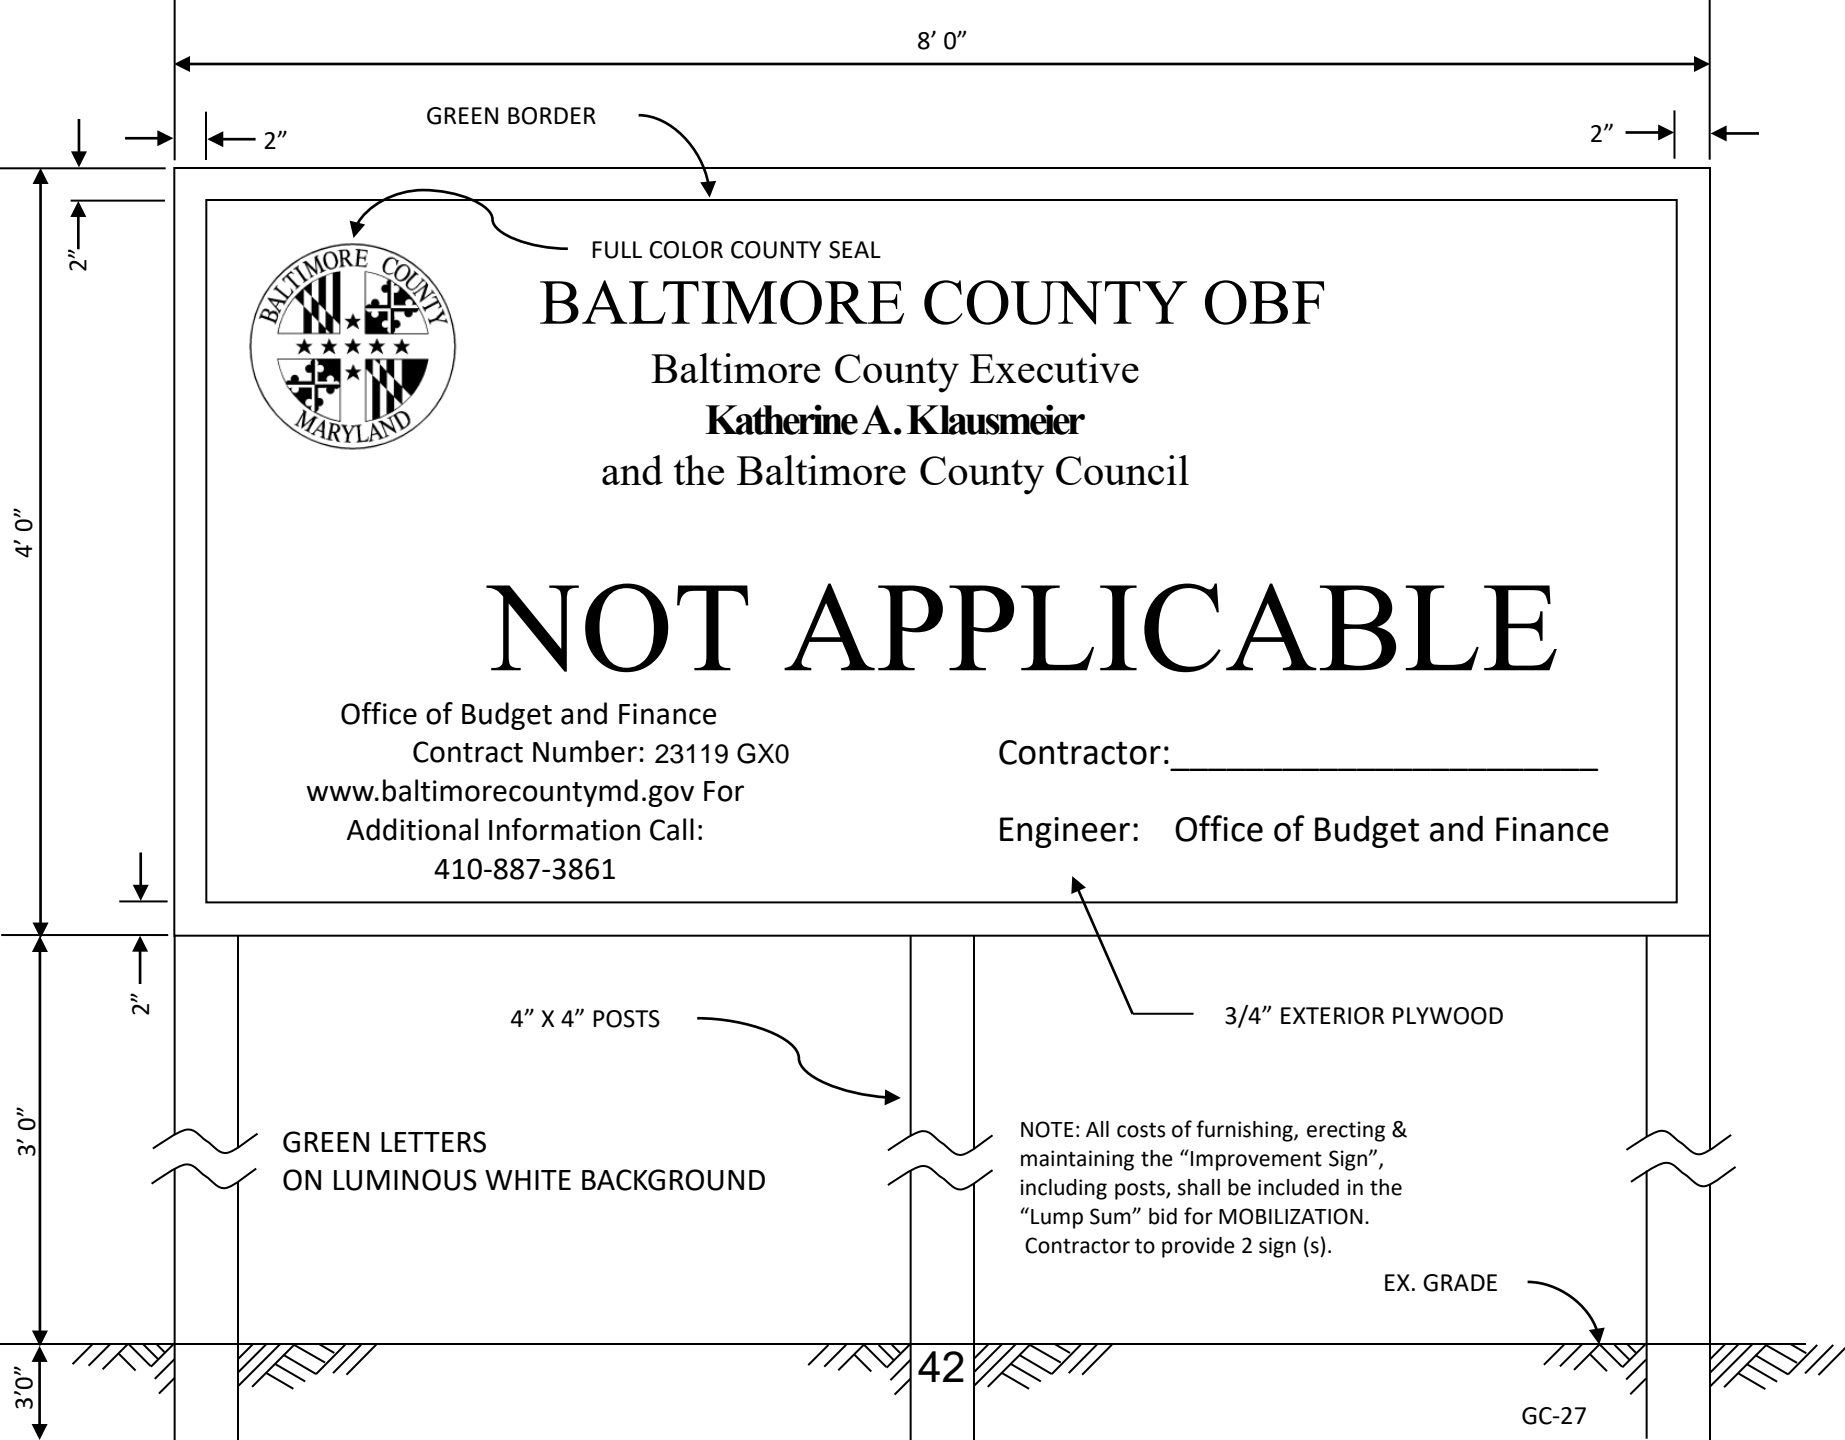 8’ 0”
GREEN BORDER
2”
2”
2”
FULL COLOR COUNTY SEAL
BALTIMORE COUNTY
MARYLAND
BALTIMORE COUNTY OBF
Baltimore County Executive
Katherine A. Klausmeier
and the Baltimore County Council
4’ 0”
NOT APPLICABLE
Office of Budget and Finance
Contract Number: 23119 GX0
www.baltimorecountymd.gov For
Additional Information Call:
410-887-3861
Contractor:_______________________
Engineer: Office of Budget and Finance
2”
4” X 4” POSTS
3/4” EXTERIOR PLYWOOD
3’ 0”
GREEN LETTERS
ON LUMINOUS WHITE BACKGROUND
NOTE: All costs of furnishing, erecting &
maintaining the “Improvement Sign”,
including posts, shall be included in the
“Lump Sum” bid for MOBILIZATION.
Contractor to provide 2 sign (s).
EX. GRADE
42
3’0”
GC-27